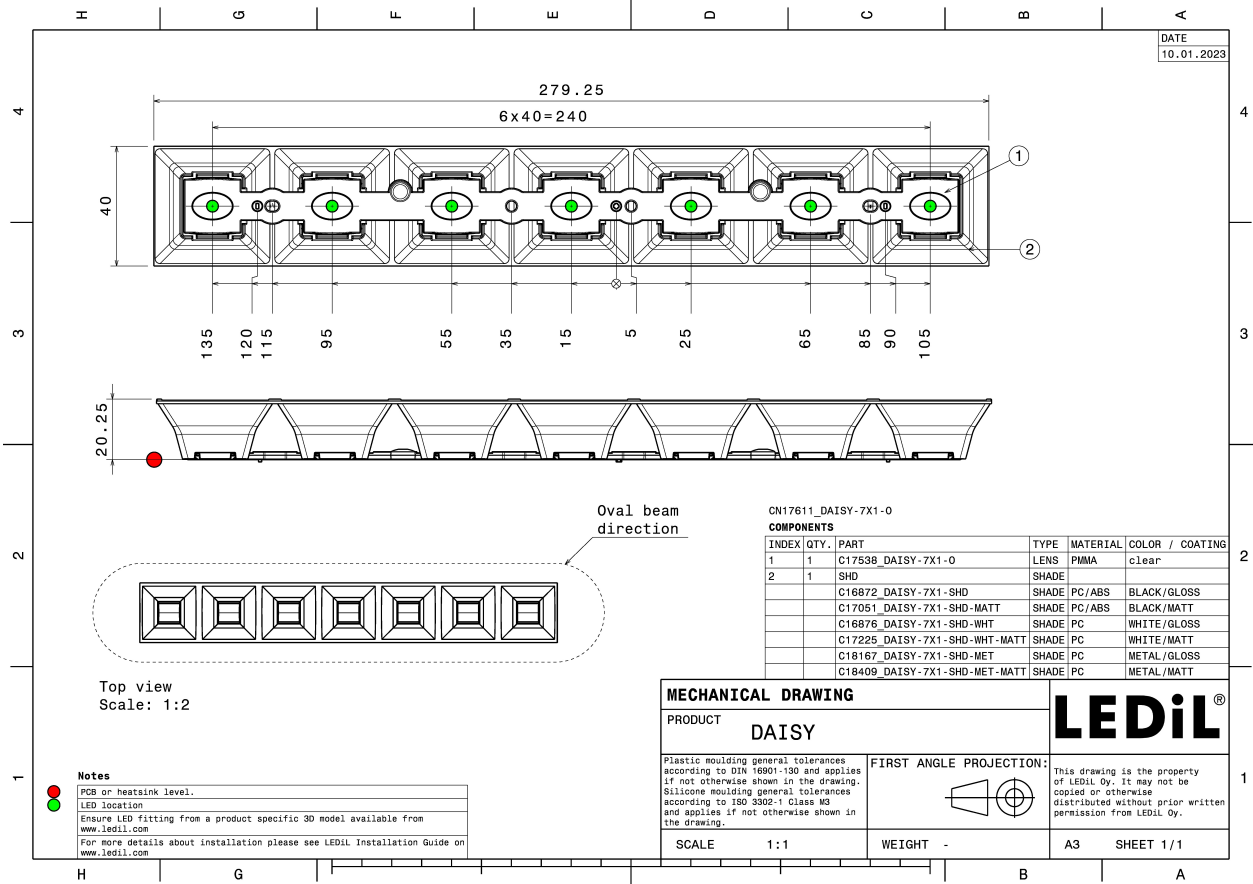 H G F E D C B A
DATE
10.01.2023
4 4
279.25
6x40=240
1
40
2
135 120 115 95 55 35 15 5 25 65 85 90 105
3 3
20.25
Oval beam
direction
CN17611_DAISY-7X1-O
COMPONENTS
INDEX QTY. PART TYPE MATERIAL COLOR / COATING
1 1 C17538_DAISY-7X1-O LENS PMMA clear
2 1 SHD SHADE
C16872_DAISY-7X1-SHD SHADE PC/ABS BLACK/GLOSS
C17051_DAISY-7X1-SHD-MATT SHADE PC/ABS BLACK/MATT
C16876_DAISY-7X1-SHD-WHT SHADE PC WHITE/GLOSS
C17225_DAISY-7X1-SHD-WHT-MATT SHADE PC WHITE/MATT
C18167_DAISY-7X1-SHD-MET SHADE PC METAL/GLOSS
C18409_DAISY-7X1-SHD-MET-MATT SHADE PC METAL/MATT
2 2
Top view
Scale: 1:2
MECHANICAL DRAWING
PRODUCT
DAISY
LEDiL®
Plastic moulding general tolerances
according to DIN 16901-130 and applies
if not otherwise shown in the drawing.
Silicone moulding general tolerances
according to ISO 3302-1 Class M3
and applies if not otherwise shown in
the drawing.
FIRST ANGLE PROJECTION:
This drawing is the property
of LEDiL Oy. It may not be
copied or otherwise
distributed without prior written
permission from LEDiL Oy.
SCALE 1:1 WEIGHT - A3 SHEET 1/1
1 1
Notes
PCB or heatsink level.
LED location
Ensure LED fitting from a product specific 3D model available from
www.ledil.com
For more details about installation please see LEDiL Installation Guide on
www.ledil.com
H G B A